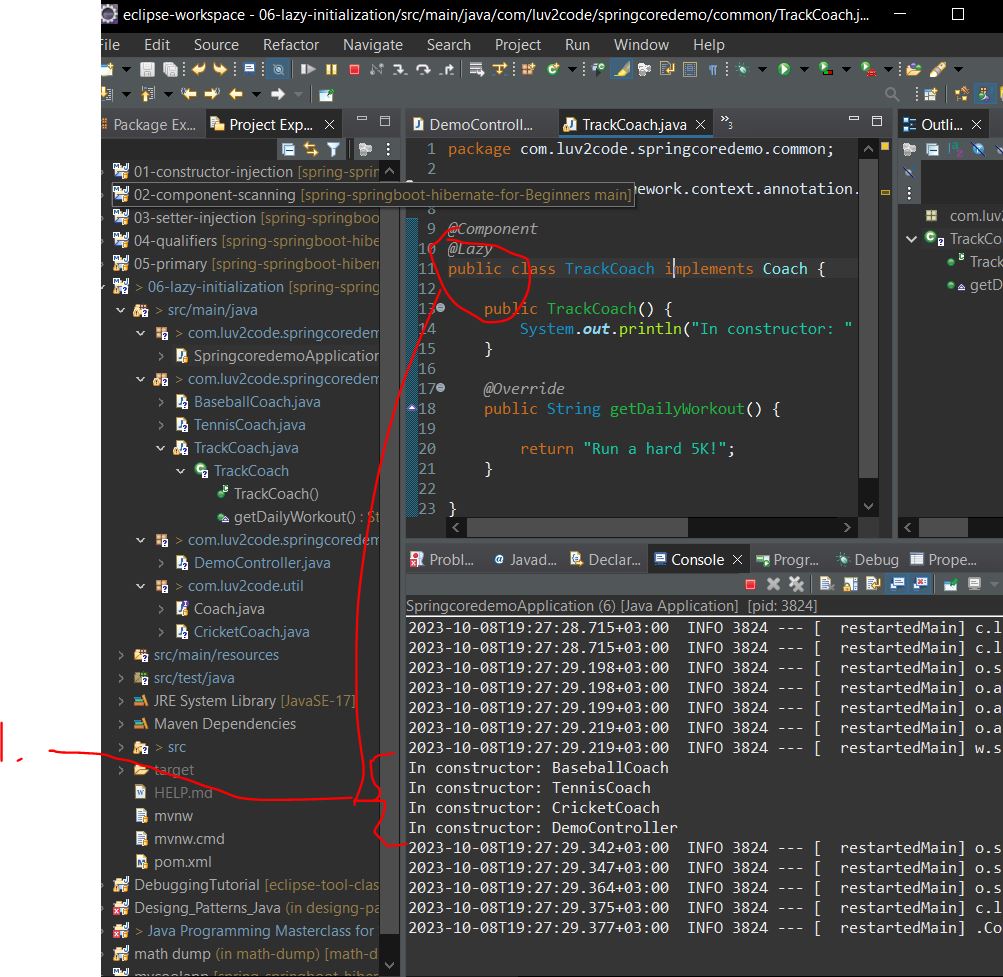 eclipse-workspace - 06-lazy-initialization/src/main/java/com/luv2code/springcoredemo/common/TrackCoach.j...
File Edit Source Refactor Navigate Search Project Run Window Help
Package Ex... Project Exp...
01-constructor-injection [spring-sprin
02-component-scanning [spring-springboot-hibernate-for-Beginners main]
03-setter-injection [spring-springboo
04-qualifiers [spring-springboot-hibe
05-primary [spring-springboot-hibern
> 06-lazy-initialization [spring-spring
> src/main/java
> com.luv2code.springcoredem
SpringcoredemoApplication
> com.luv2code.springcoredem
BaseballCoach.java
TennisCoach.java
TrackCoach.java
TrackCoach
TrackCoach()
getDailyWorkout() : St
> com.luv2code.springcoredem
DemoController.java
> com.luv2code.util
Coach.java
CricketCoach.java
src/main/resources
src/test/java
JRE System Library [JavaSE-17]
Maven Dependencies
> src
target
HELP.md
mvnw
mvnw.cmd
pom.xml
DebuggingTutorial [eclipse-tool-clas
Designg_Patterns_Java (in designg-pa
> Java Programming Masterclass for
math dump (in math-dump) [math-d
1.
DemoControll... TrackCoach.java »3
1 package com.luv2code.springcoredemo.common;
2
ework.context.annotation.
8
9 @Component
10 @Lazy
11 public class TrackCoach implements Coach {
12
13 public TrackCoach() {
14 System.out.println("In constructor: "
15 }
16
17 @Override
18 public String getDailyWorkout() {
19
20 return "Run a hard 5K!";
21 }
22
23 }
Outli...
com.luv
TrackCo
Track
getD
Probl... Javad... Declar... Console Progr... Debug Prope...
SpringcoredemoApplication (6) [Java Application] [pid: 3824]
2023-10-08T19:27:28.715+03:00 INFO 3824 --- [ restartedMain] c.l
2023-10-08T19:27:28.715+03:00 INFO 3824 --- [ restartedMain] c.l
2023-10-08T19:27:29.198+03:00 INFO 3824 --- [ restartedMain] o.s
2023-10-08T19:27:29.198+03:00 INFO 3824 --- [ restartedMain] o.a
2023-10-08T19:27:29.199+03:00 INFO 3824 --- [ restartedMain] o.a
2023-10-08T19:27:29.219+03:00 INFO 3824 --- [ restartedMain] o.a
2023-10-08T19:27:29.219+03:00 INFO 3824 --- [ restartedMain] w.s
In constructor: BaseballCoach
In constructor: TennisCoach
In constructor: CricketCoach
In constructor: DemoController
2023-10-08T19:27:29.342+03:00 INFO 3824 --- [ restartedMain] o.s
2023-10-08T19:27:29.347+03:00 INFO 3824 --- [ restartedMain] o.s
2023-10-08T19:27:29.364+03:00 INFO 3824 --- [ restartedMain] o.s
2023-10-08T19:27:29.375+03:00 INFO 3824 --- [ restartedMain] c.l
2023-10-08T19:27:29.377+03:00 INFO 3824 --- [ restartedMain] .Co